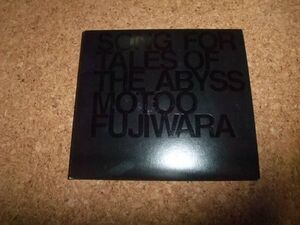 SONG FOR
TALES OF
THE ABYSS
MOTOO
FUJIWARA